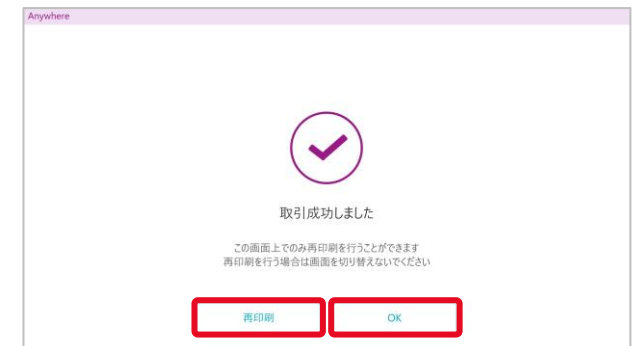 Anywhere
取引成功しました
この画面上でのみ再印刷を行うことができます
再印刷を行う場合は画面を切り替えないでください
再印刷
OK